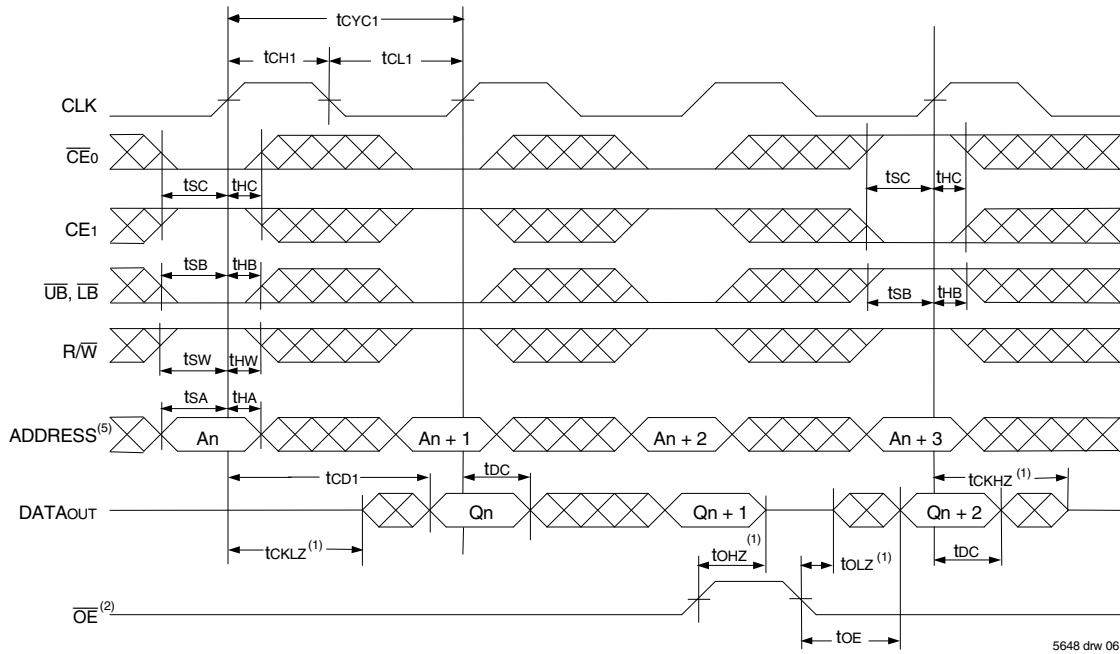 tCYC1
tCH1 tCL1
CLK
CE0
tSC tHC tSC tHC
CE1
tSB tHB
UB, LB tSB tHB
R/W
tSW tHW
tSA tHA
ADDRESS(5) An An + 1 An + 2 An + 3
tCD1 tDC tCKHZ(1)
DATAOUT Qn Qn + 1 Qn + 2
tCKLZ(1) tOHZ(1) tOLZ(1) tDC
OE(2)
tOE
5648 drw 06